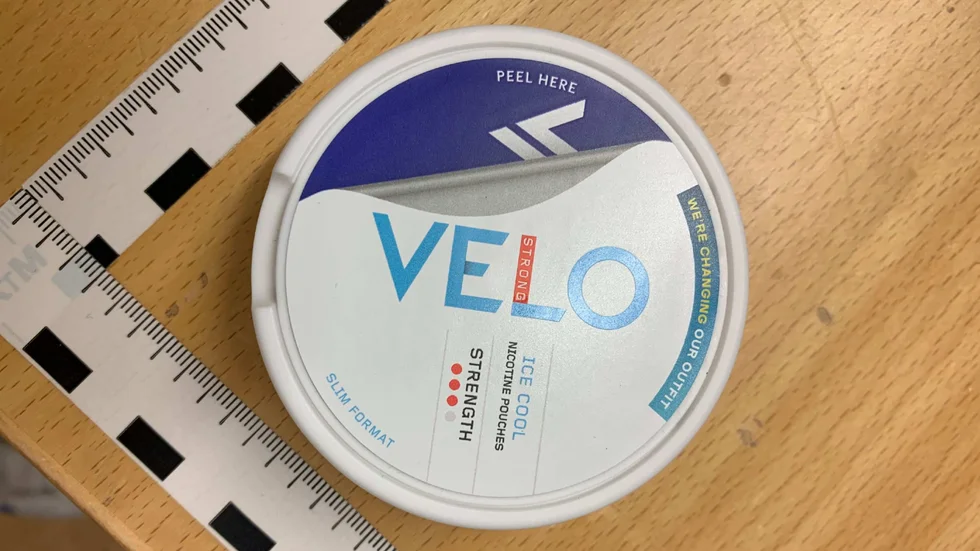 PEEL HERE
VELO
STRONG
WE'RE CHANGING OUR OUTFIT
ICE COOL
NICOTINE POUCHES
STRENGTH
SLIM FORMAT